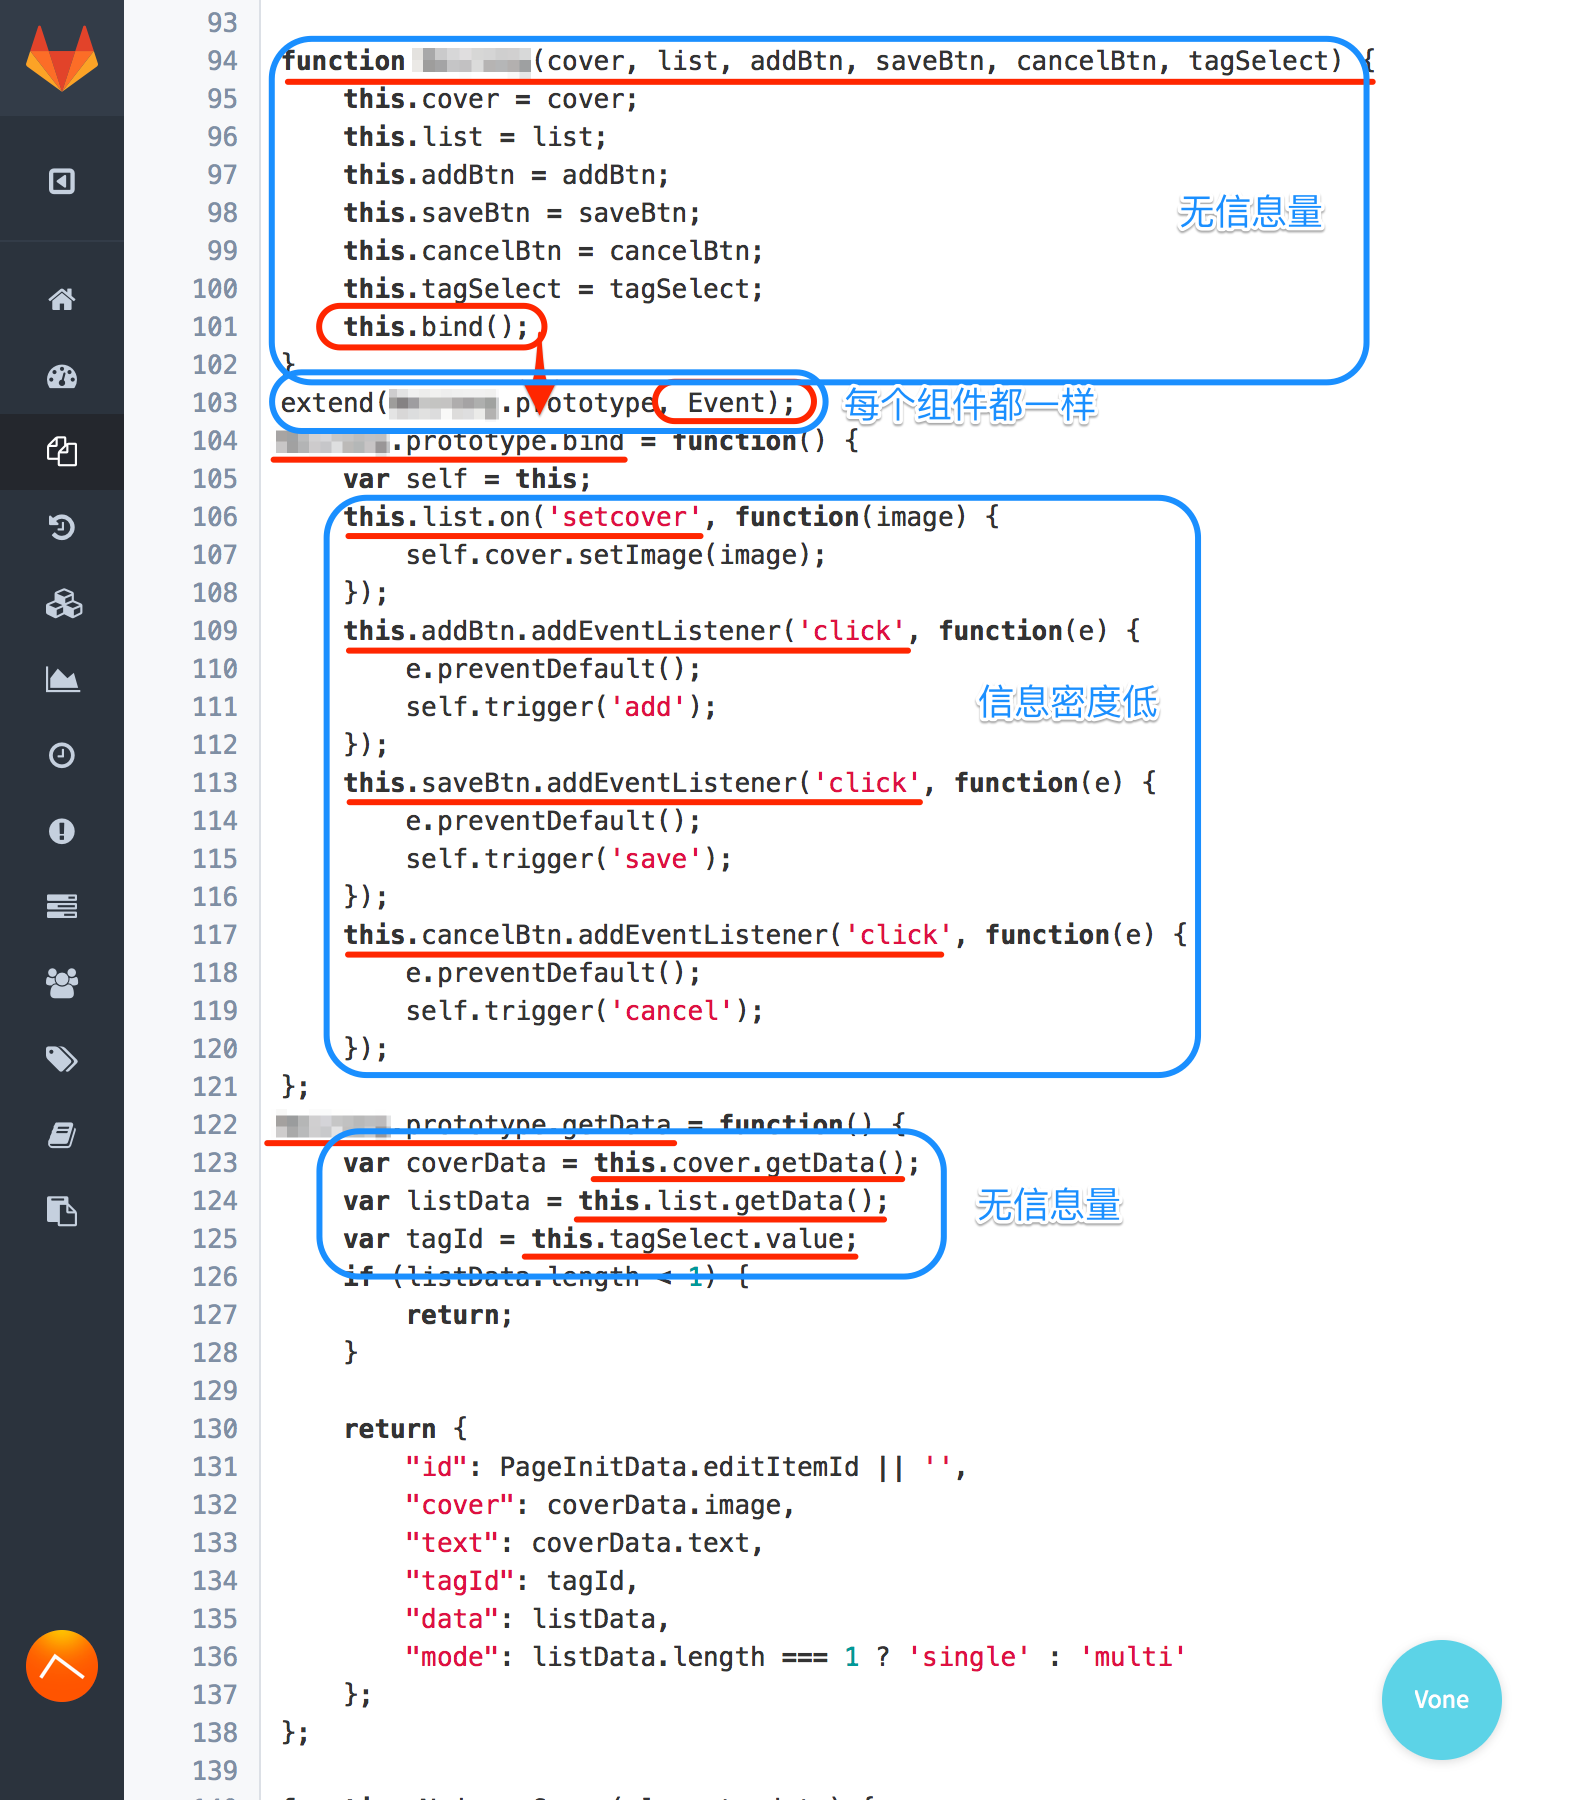 93
94 function (cover, list, addBtn, saveBtn, cancelBtn, tagSelect) {
95 this.cover = cover;
96 this.list = list;
97 this.addBtn = addBtn;
98 this.saveBtn = saveBtn;
无信息量
99 this.cancelBtn = cancelBtn;
100 this.tagSelect = tagSelect;
101 this.bind();
102 }
103 extend( .prototype, Event);
每个组件都一样
104 .prototype.bind = function() {
105 var self = this;
106 this.list.on('setcover', function(image) {
107 self.cover.setImage(image);
108 });
109 this.addBtn.addEventListener('click', function(e) {
110 e.preventDefault();
111 self.trigger('add');
信息密度低
112 });
113 this.saveBtn.addEventListener('click', function(e) {
114 e.preventDefault();
115 self.trigger('save');
116 });
117 this.cancelBtn.addEventListener('click', function(e) {
118 e.preventDefault();
119 self.trigger('cancel');
120 });
121 };
122 .prototype.getData = function() {
123 var coverData = this.cover.getData();
124 var listData = this.list.getData();
无信息量
125 var tagId = this.tagSelect.value;
126 if (listData.length < 1) {
127 return;
128 }
129
130 return {
131 "id": PageInitData.editItemId || '',
132 "cover": coverData.image,
133 "text": coverData.text,
134 "tagId": tagId,
135 "data": listData,
136 "mode": listData.length === 1 ? 'single' : 'multi'
137 };
Vone
138 };
139